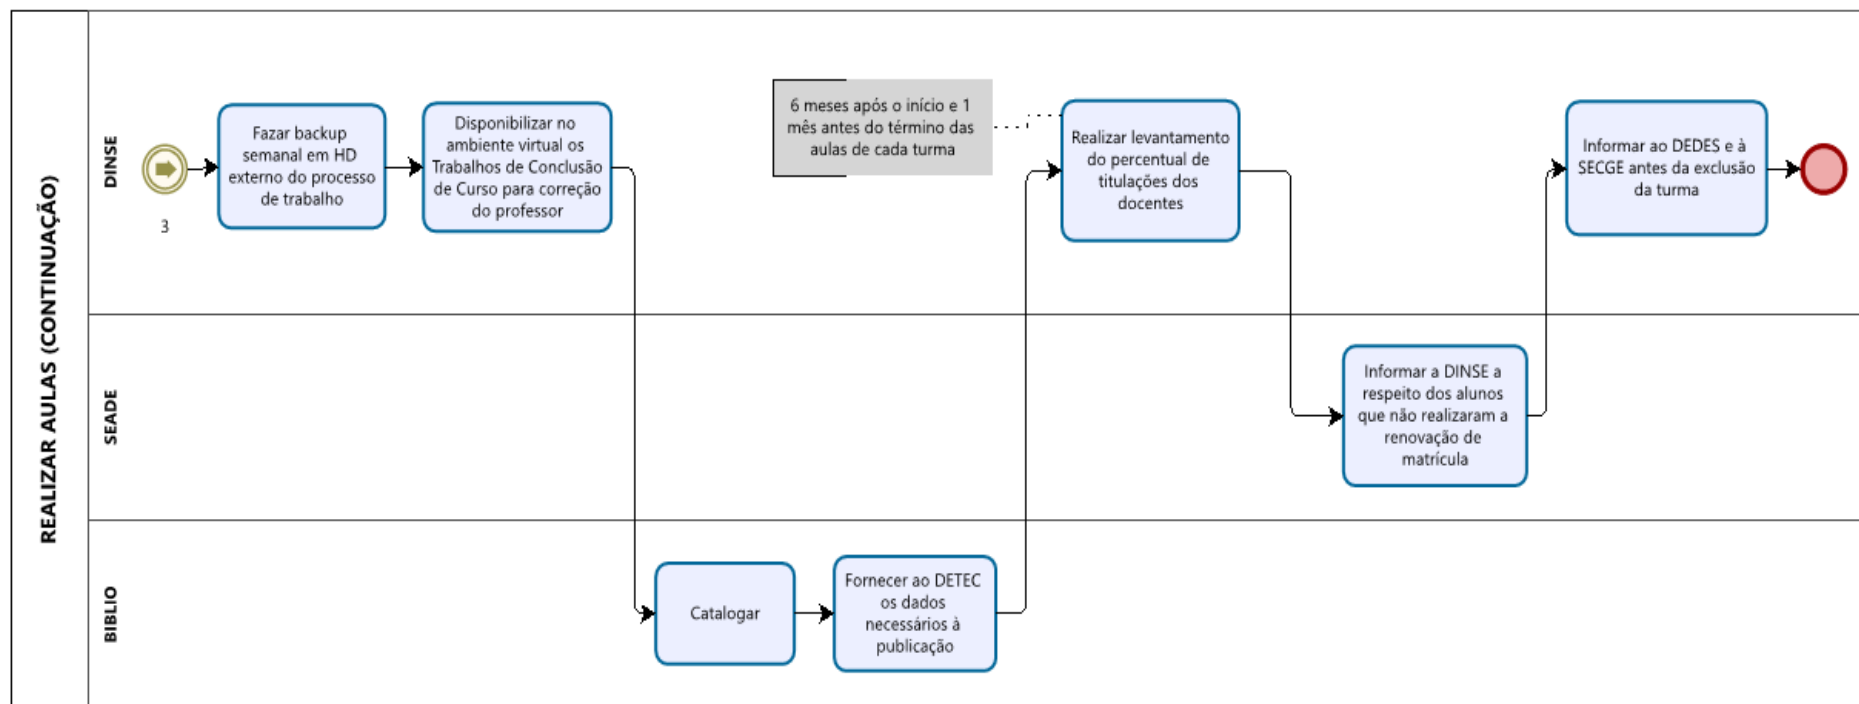 REALIZAR AULAS (CONTINUAÇÃO)
DINSE
3
Fazar backup
semanal em HD
externo do processo
de trabalho
Disponibilizar no
ambiente virtual os
Trabalhos de Conclusão
de Curso para correção
do professor
6 meses após o início e 1
mês antes do término das
aulas de cada turma
Realizar levantamento
do percentual de
titulações dos
docentes
Informar ao DEDES e à
SECGE antes da exclusão
da turma
SEADE
Informar a DINSE a
respeito dos alunos
que não realizaram a
renovação de
matrícula
BIBLIO
Catalogar
Fornecer ao DETEC
os dados
necessários à
publicação